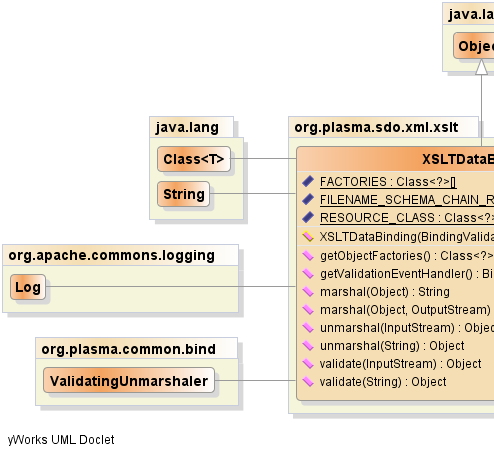 java.la
Objec
java.lang
Class<T>
String
org.apache.commons.logging
Log
org.plasma.common.bind
ValidatingUnmarshaler
org.plasma.sdo.xml.xslt
XSLTDataB
FACTORIES : Class<?>[]
FILENAME_SCHEMA_CHAIN_R
RESOURCE_CLASS : Class<?>
XSLTDataBinding(BindingValida
getObjectFactories() : Class<?>
getValidationEventHandler() : Bi
marshal(Object) : String
marshal(Object, OutputStream)
unmarshal(InputStream) : Objec
unmarshal(String) : Object
validate(InputStream) : Object
validate(String) : Object
yWorks UML Doclet